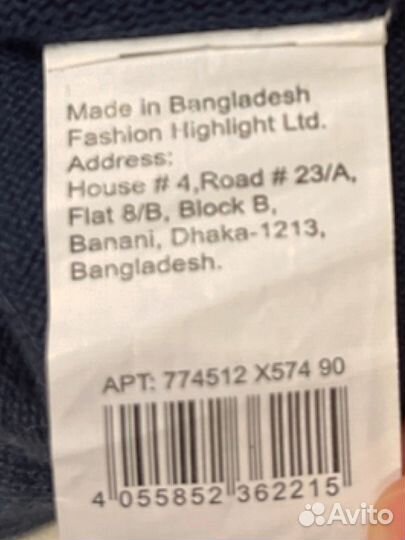 Made in Bangladesh
Fashion Highlight Ltd.
Address:
House # 4,Road # 23/A,
Flat 8/B, Block B,
Banani, Dhaka-1213,
Bangladesh.
АРТ: 774512 X574 90
4 055852 362215
Avito